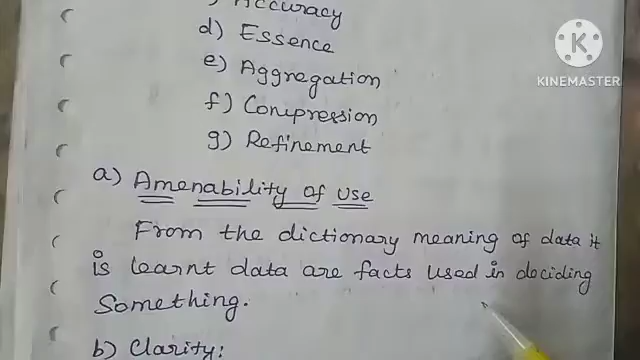 Accuracy
d) Essence
e) Aggregation
f) Compression
g) Refinement
a) Amenability of use
From the dictionary meaning of data it
is learnt data are facts used in deciding
Something.
b) Clarity:
KINEMASTER